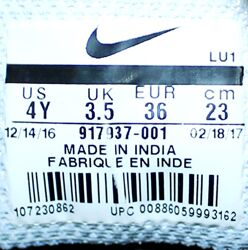 LU1
US UK EUR cm
4Y 3.5 36 23
12/14/16 917937-001 02/18/17
MADE IN INDIA
FABRIQUE EN INDE
107230862 UPC 00886059993162